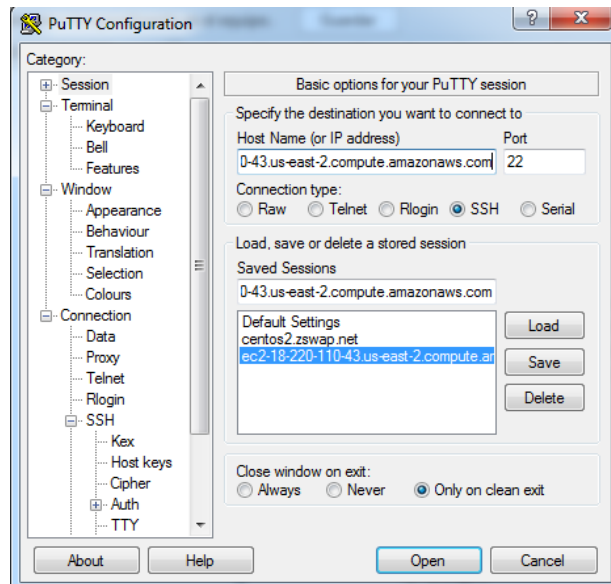 PuTTY Configuration
Category:
Session
Terminal
Keyboard
Bell
Features
Window
Appearance
Behaviour
Translation
Selection
Colours
Connection
Data
Proxy
Telnet
Rlogin
SSH
Kex
Host keys
Cipher
Auth
TTY
Basic options for your PuTTY session
Specify the destination you want to connect to
Host Name (or IP address) Port
0-43.us-east-2.compute.amazonaws.com 22
Connection type:
Raw Telnet Rlogin SSH Serial
Load, save or delete a stored session
Saved Sessions
0-43.us-east-2.compute.amazonaws.com
Default Settings
centos2.zswap.net
ec2-18-220-110-43.us-east-2.compute.ar
Load
Save
Delete
Close window on exit:
Always Never Only on clean exit
About Help Open Cancel